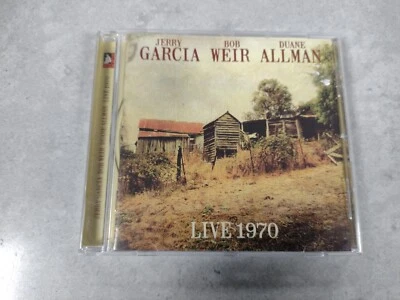 JERRY BOB DUANE
GARCIA WEIR ALLMAN
LIVE 1970